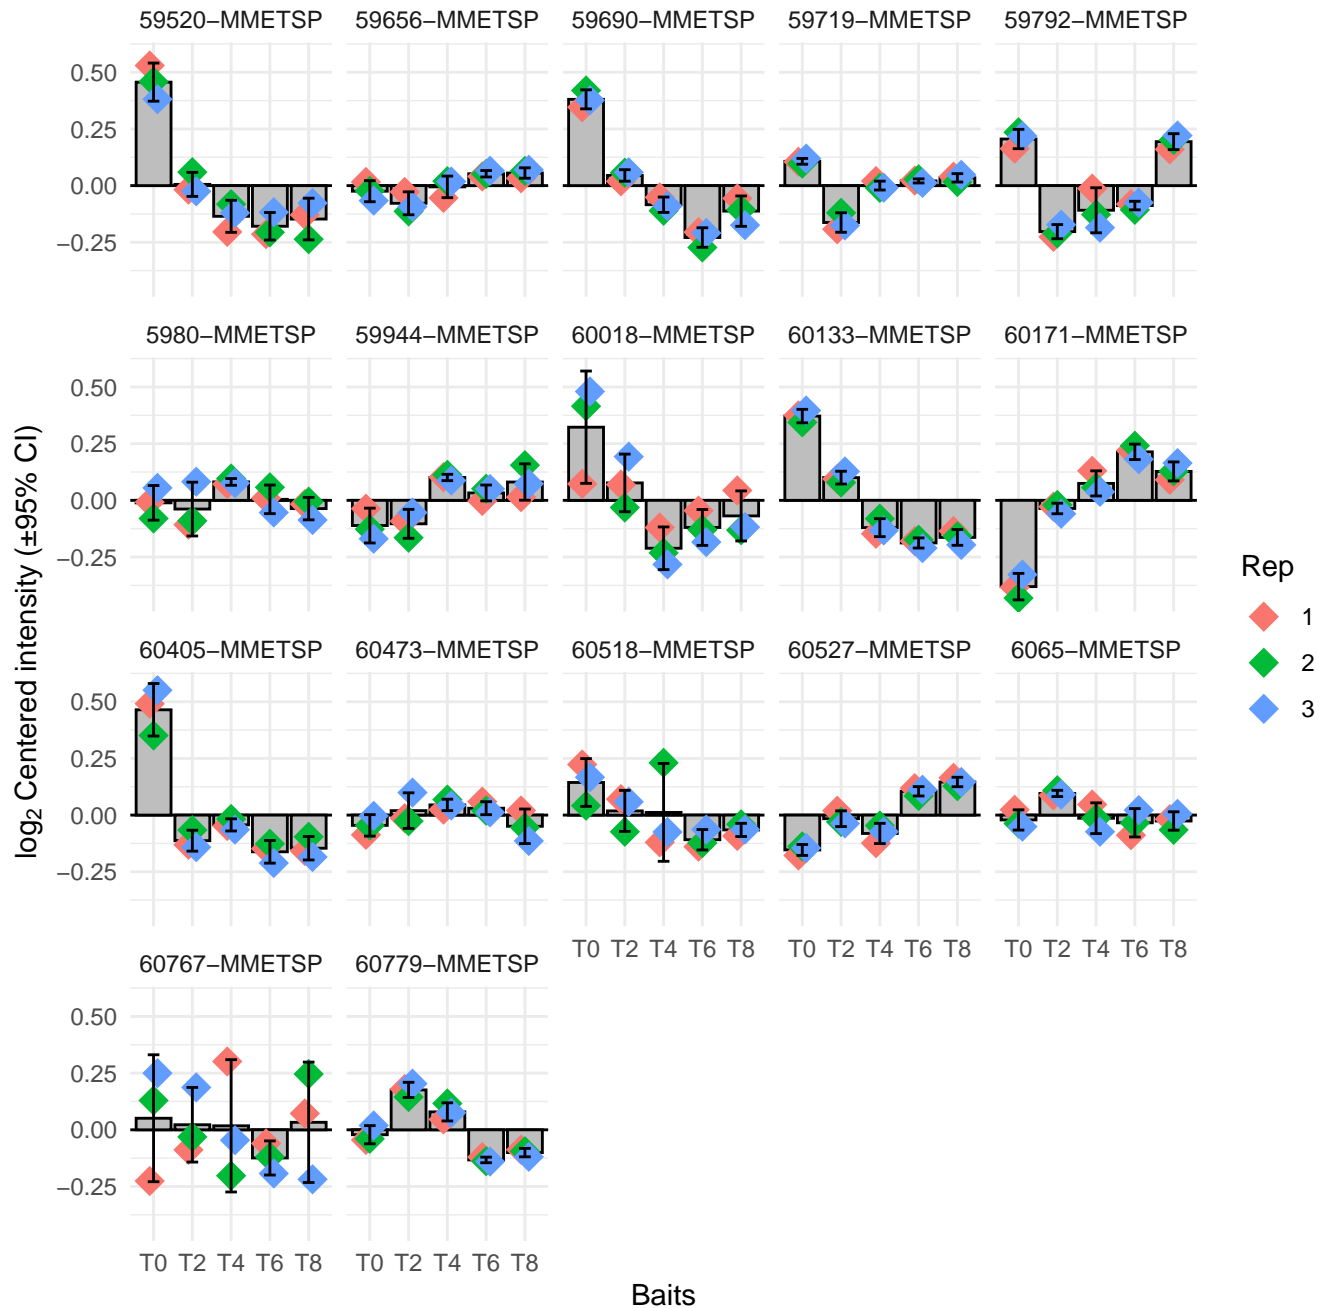 59520−MMETSP 59656−MMETSP 59690−MMETSP 59719−MMETSP 59792−MMETSP
0.50
0.25
0.00
−0.25
5980−MMETSP 59944−MMETSP 60018−MMETSP 60133−MMETSP 60171−MMETSP
0.50
0.25
0.00
−0.25
60405−MMETSP 60473−MMETSP 60518−MMETSP 60527−MMETSP 6065−MMETSP
0.50
0.25
0.00
−0.25
T0 T2 T4 T6 T8 T0 T2 T4 T6 T8 T0 T2 T4 T6 T8
60767−MMETSP 60779−MMETSP
0.50
0.25
0.00
−0.25
T0 T2 T4 T6 T8 T0 T2 T4 T6 T8
Baits
log2 Centered intensity (±95% CI)
Rep
1
2
3